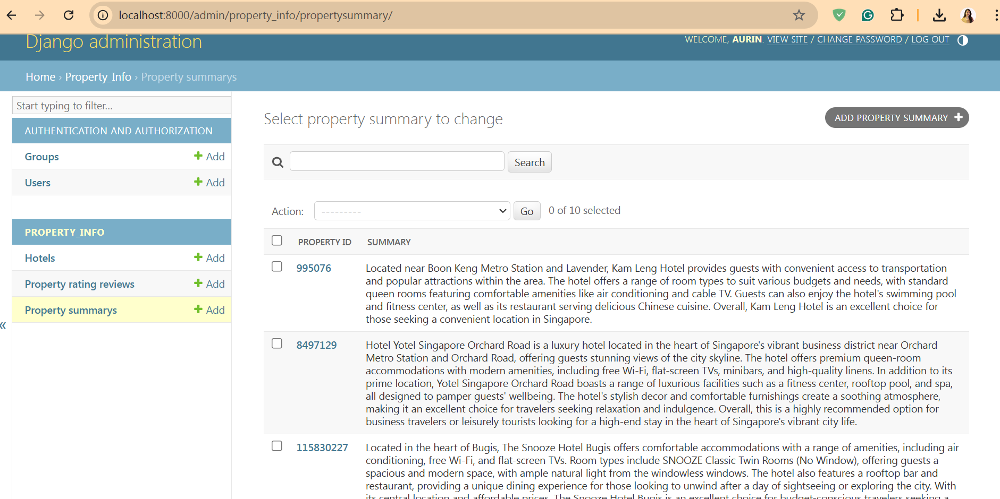 localhost:8000/admin/property_info/propertysummary/
Django administration
WELCOME, AURIN. VIEW SITE / CHANGE PASSWORD / LOG OUT
Home › Property_Info › Property summarys
Start typing to filter...
AUTHENTICATION AND AUTHORIZATION
Groups + Add
Users + Add
PROPERTY_INFO
Hotels + Add
Property rating reviews + Add
Property summarys + Add
«
Select property summary to change
ADD PROPERTY SUMMARY +
Search
Action: --------- Go 0 of 10 selected
PROPERTY ID SUMMARY
995076 Located near Boon Keng Metro Station and Lavender, Kam Leng Hotel provides guests with convenient access to transportation
and popular attractions within the area. The hotel offers a range of room types to suit various budgets and needs, with standard
queen rooms featuring comfortable amenities like air conditioning and cable TV. Guests can also enjoy the hotel's swimming pool
and fitness center, as well as its restaurant serving delicious Chinese cuisine. Overall, Kam Leng Hotel is an excellent choice for
those seeking a convenient location in Singapore.
8497129 Hotel Yotel Singapore Orchard Road is a luxury hotel located in the heart of Singapore's vibrant business district near Orchard
Metro Station and Orchard Road, offering guests stunning views of the city skyline. The hotel offers premium queen-room
accommodations with modern amenities, including free Wi-Fi, flat-screen TVs, minibars, and high-quality linens. In addition to its
prime location, Yotel Singapore Orchard Road boasts a range of luxurious facilities such as a fitness center, rooftop pool, and spa,
all designed to pamper guests' wellbeing. The hotel's stylish decor and comfortable furnishings create a soothing atmosphere,
making it an excellent choice for travelers seeking relaxation and indulgence. Overall, this is a highly recommended option for
business travelers or leisurely tourists looking for a high-end stay in the heart of Singapore's vibrant city life.
115830227 Located in the heart of Bugis, The Snooze Hotel Bugis offers comfortable accommodations with a range of amenities, including air
conditioning, free Wi-Fi, and flat-screen TVs. Room types include SNOOZE Classic Twin Rooms (No Window), offering guests a
spacious and modern space, with ample natural light from the windowless windows. The hotel also features a rooftop bar and
restaurant, providing a unique dining experience for those looking to unwind after a day of sightseeing or exploring the city. With
its central location and affordable prices, The Snooze Hotel Bugis is an excellent choice for budget-conscious travelers seeking a